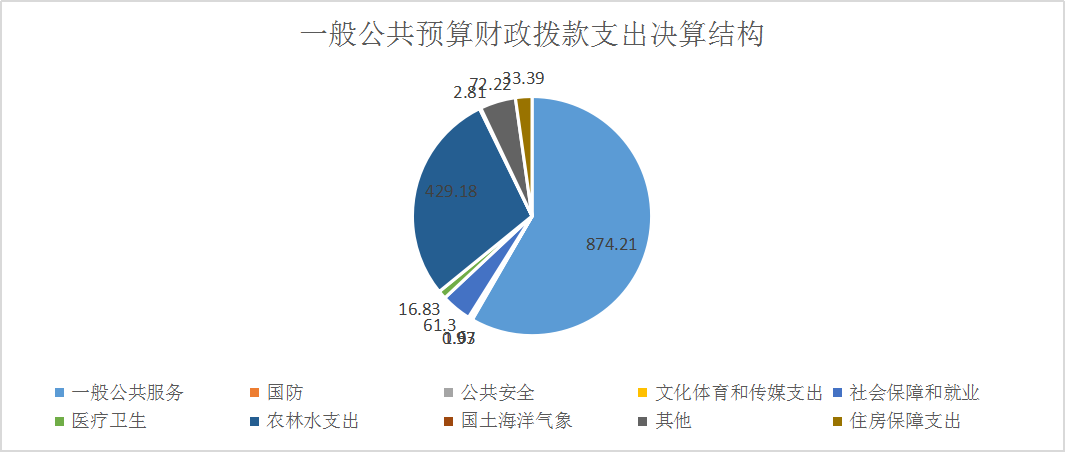 一般公共预算财政拨款支出决算结构
33.39
72.22
2.81
429.18
874.21
16.83
61.3
一般公共服务 国防 公共安全 文化体育和传媒支出 社会保障和就业
医疗卫生 农林水支出 国土海洋气象 其他 住房保障支出